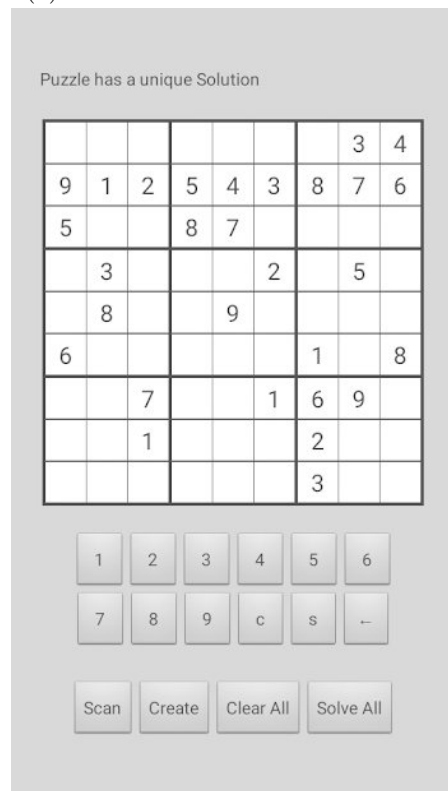 Puzzle has a unique Solution
3 4
9 1 2 5 4 3 8 7 6
5 8 7
3 2 5
8 9
6 1 8
7 1 6 9
1 2
3
1 2 3 4 5 6
7 8 9 c s ←
Scan Create Clear All Solve All